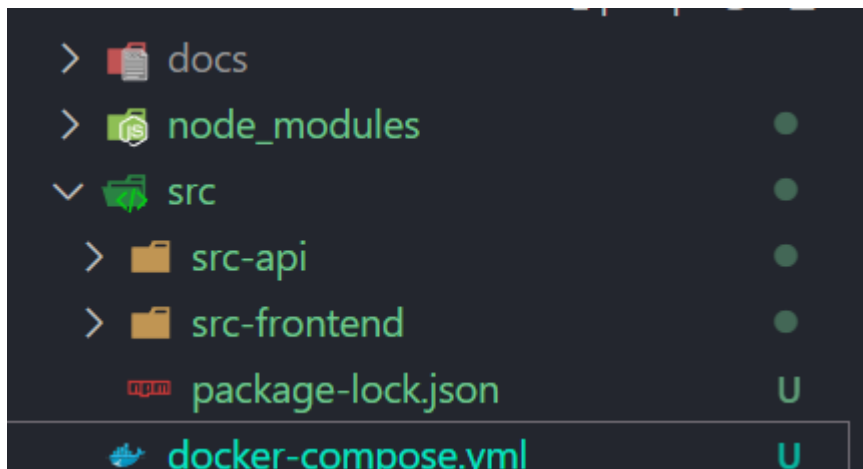 docs
node_modules
src
src-api
src-frontend
package-lock.json U
docker-compose.yml U